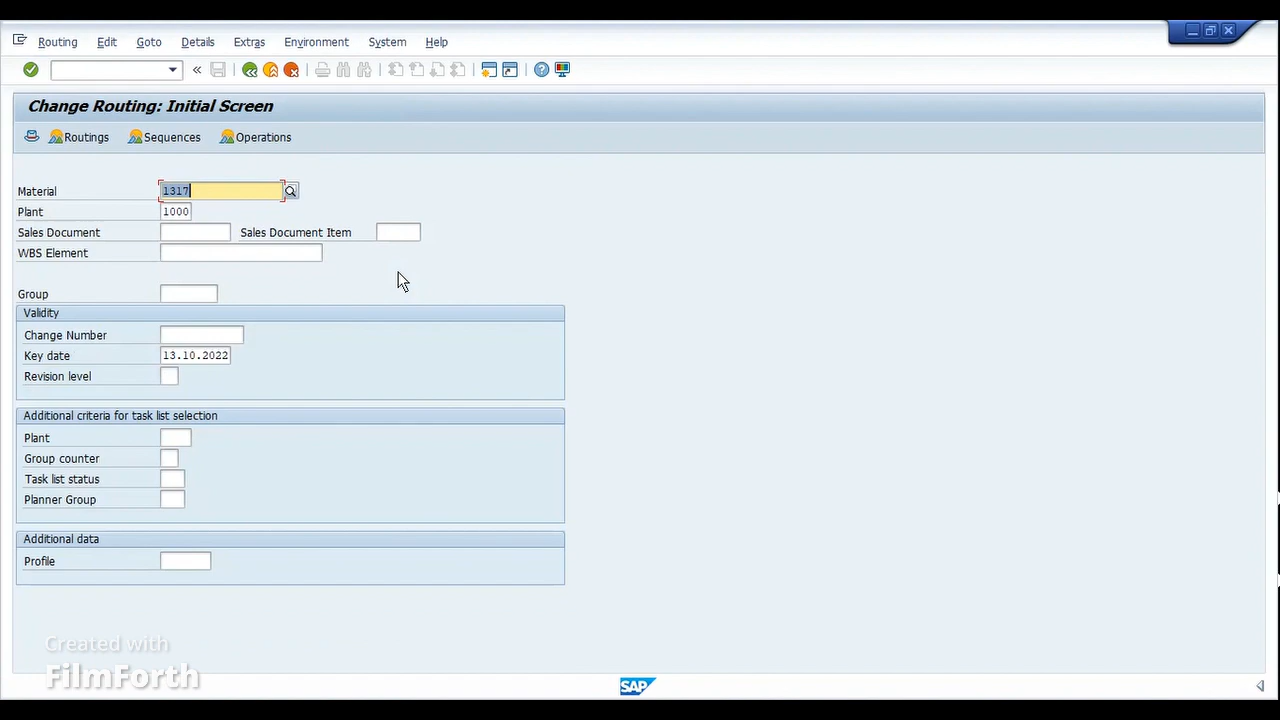 Routing Edit Goto Details Extras Environment System Help
Change Routing: Initial Screen
Routings Sequences Operations
Material 1317
Plant 1000
Sales Document Sales Document Item
WBS Element
Group
Validity
Change Number
Key date 13.10.2022
Revision level
Additional criteria for task list selection
Plant
Group counter
Task list status
Planner Group
Additional data
Profile
Created with
FilmForth
SAP